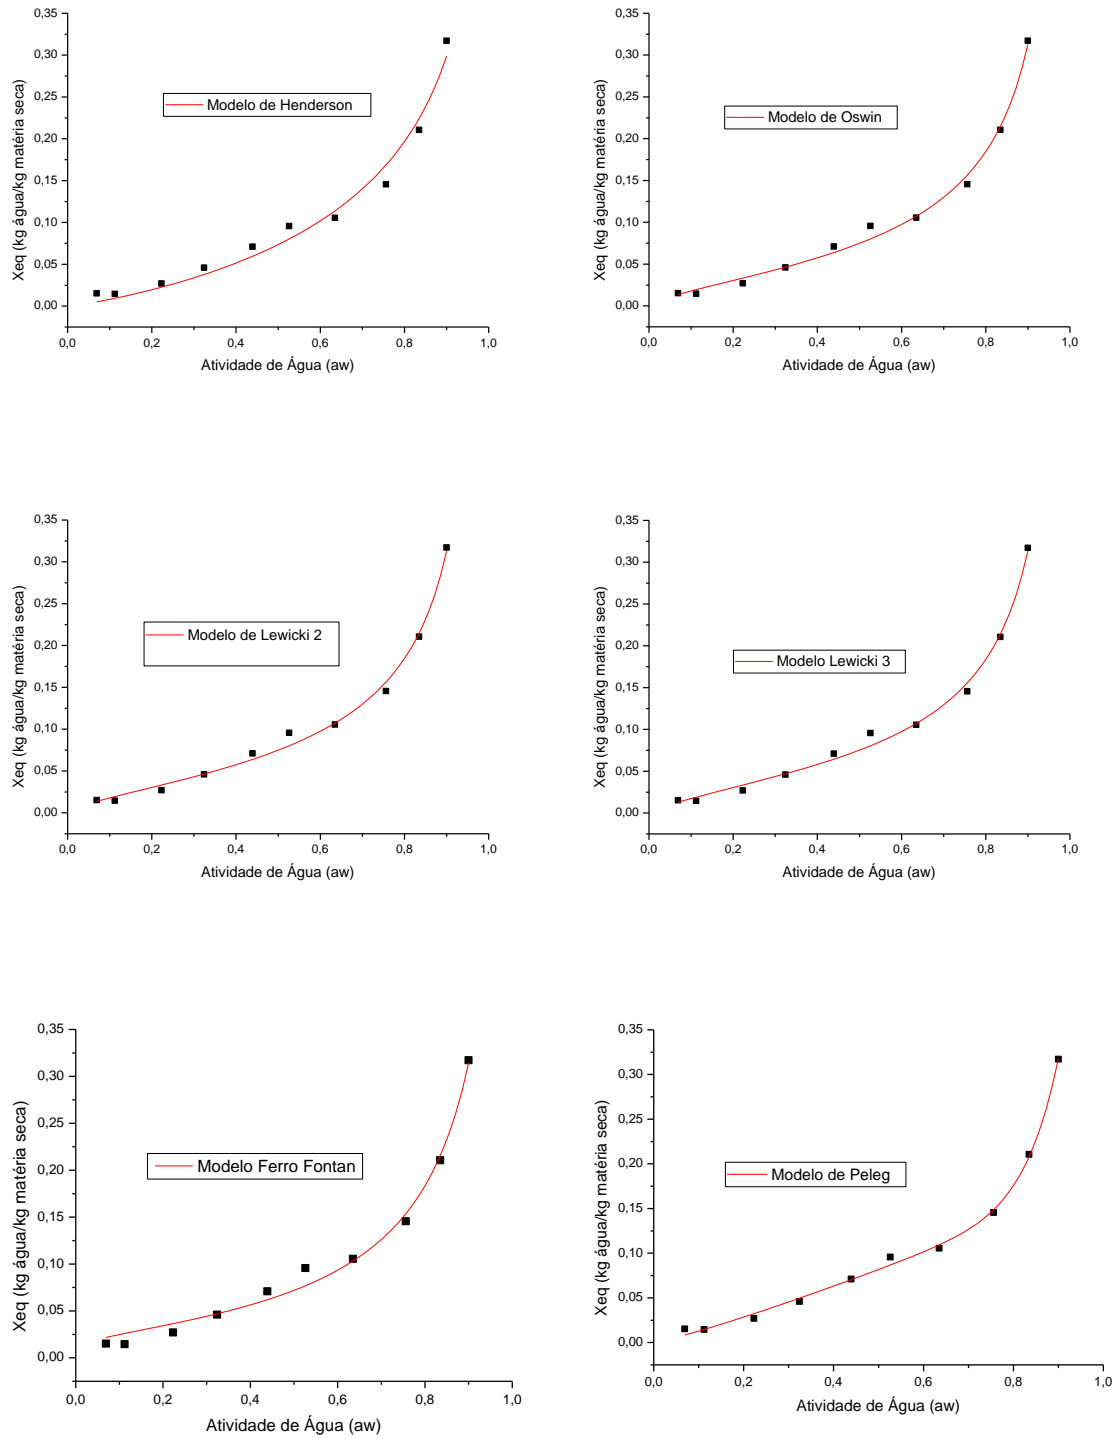 0,35
0,30
0,25
0,20
0,15
0,10
0,05
0,00
Xeq (kg água/kg matéria seca)
Modelo de Henderson
0,0 0,2 0,4 0,6 0,8 1,0
Atividade de Água (aw)
0,35
0,30
0,25
0,20
0,15
0,10
0,05
0,00
Xeq (kg água/kg matéria seca)
Modelo de Oswin
0,0 0,2 0,4 0,6 0,8 1,0
Atividade de Água (aw)
0,35
0,30
0,25
0,20
0,15
0,10
0,05
0,00
Xeq (kg água/kg matéria seca)
Modelo de Lewicki 2
0,0 0,2 0,4 0,6 0,8 1,0
Atividade de Água (aw)
0,35
0,30
0,25
0,20
0,15
0,10
0,05
0,00
Xeq (kg água/kg matéria seca)
Modelo Lewicki 3
0,0 0,2 0,4 0,6 0,8 1,0
Atividade de Água (aw)
0,35
0,30
0,25
0,20
0,15
0,10
0,05
0,00
Xeq (kg água/kg matéria seca)
Modelo Ferro Fontan
0,0 0,2 0,4 0,6 0,8 1,0
Atividade de Água (aw)
0,35
0,30
0,25
0,20
0,15
0,10
0,05
0,00
Xeq (kg água/kg matéria seca)
Modelo de Peleg
0,0 0,2 0,4 0,6 0,8 1,0
Atividade de Água (aw)